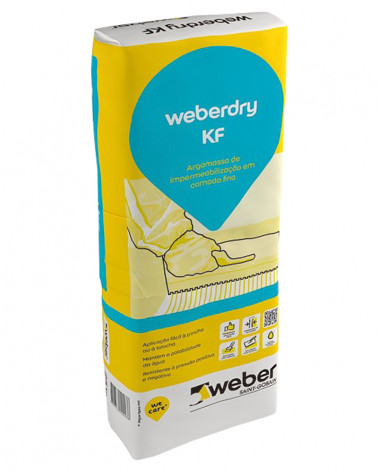 weberdry KF
weberdry
KF
Argamassa de
impermeabilização em
camada fina
Aplicação fácil à trincha
ou à talocha
Mantém a potabilidade
da água
Resistente à pressão positiva
e negativa
we
care
weber
SAINT-GOBAIN